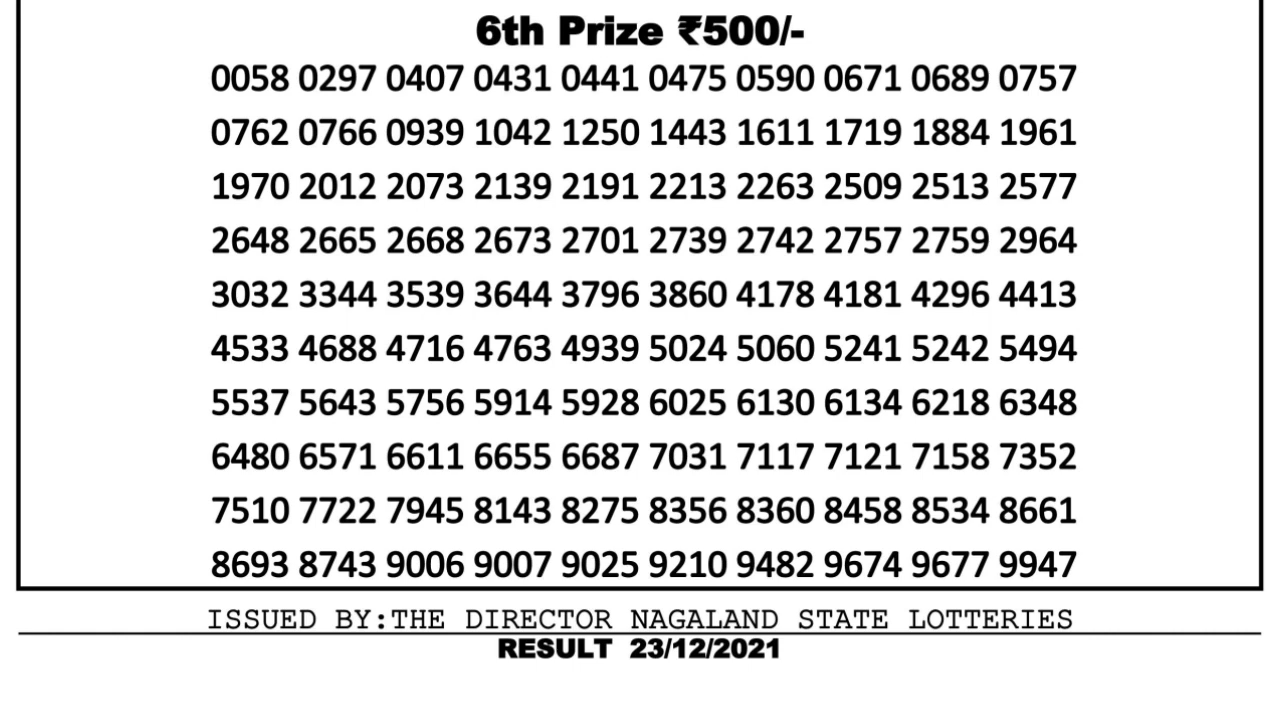 6th Prize ₹500/-
0058 0297 0407 0431 0441 0475 0590 0671 0689 0757
0762 0766 0939 1042 1250 1443 1611 1719 1884 1961
1970 2012 2073 2139 2191 2213 2263 2509 2513 2577
2648 2665 2668 2673 2701 2739 2742 2757 2759 2964
3032 3344 3539 3644 3796 3860 4178 4181 4296 4413
4533 4688 4716 4763 4939 5024 5060 5241 5242 5494
5537 5643 5756 5914 5928 6025 6130 6134 6218 6348
6480 6571 6611 6655 6687 7031 7117 7121 7158 7352
7510 7722 7945 8143 8275 8356 8360 8458 8534 8661
8693 8743 9006 9007 9025 9210 9482 9674 9677 9947
ISSUED BY:THE DIRECTOR NAGALAND STATE LOTTERIES
RESULT 23/12/2021